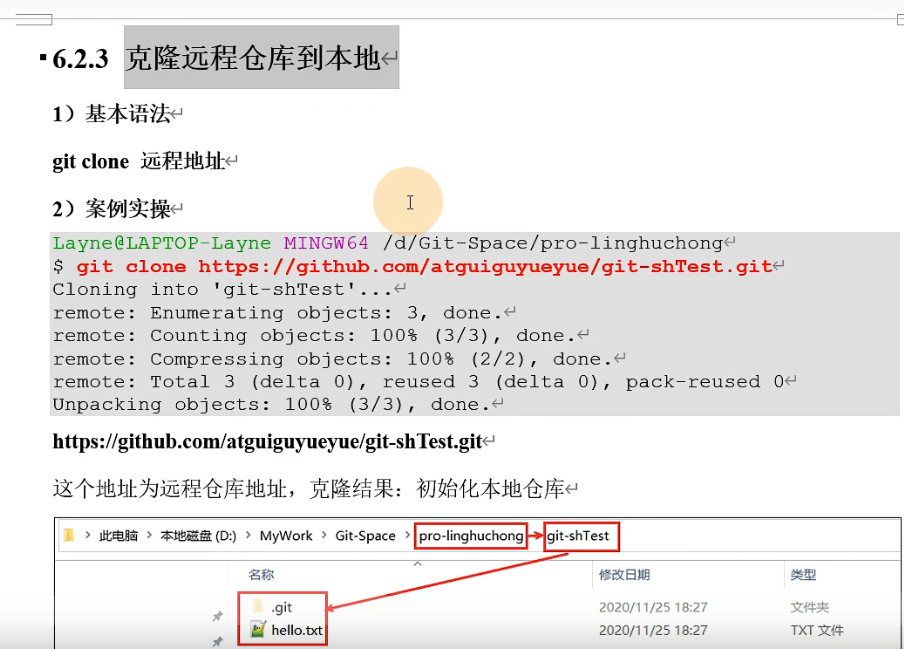 6.2.3 克隆远程仓库到本地
1）基本语法
git clone 远程地址
2）案例实操
Layne@LAPTOP-Layne MINGW64 /d/Git-Space/pro-linghuchong
$ git clone https://github.com/atguiguyueyue/git-shTest.git
Cloning into 'git-shTest'...
remote: Enumerating objects: 3, done.
remote: Counting objects: 100% (3/3), done.
remote: Compressing objects: 100% (2/2), done.
remote: Total 3 (delta 0), reused 3 (delta 0), pack-reused 0
Unpacking objects: 100% (3/3), done.
https://github.com/atguiguyueyue/git-shTest.git
这个地址为远程仓库地址，克隆结果：初始化本地仓库
此电脑 > 本地磁盘 (D:) > MyWork > Git-Space > pro-linghuchong git-shTest
名称 修改日期 类型
.git 2020/11/25 18:27 文件夹
hello.txt 2020/11/25 18:27 TXT 文件